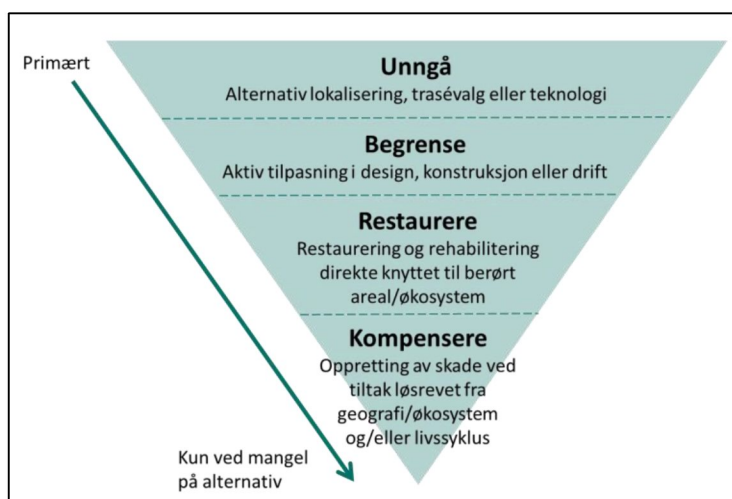 Primært
Unngå
Alternativ lokalisering, trasévalg eller teknologi
Begrense
Aktiv tilpasning i design, konstruksjon eller drift
Restaurere
Restaurering og rehabilitering
direkte knyttet til berørt
areal/økosystem
Kompensere
Oppretting av skade ved
tiltak løsrevet fra
geografi/økosystem
og/eller livssyklus
Kun ved mangel
på alternativ